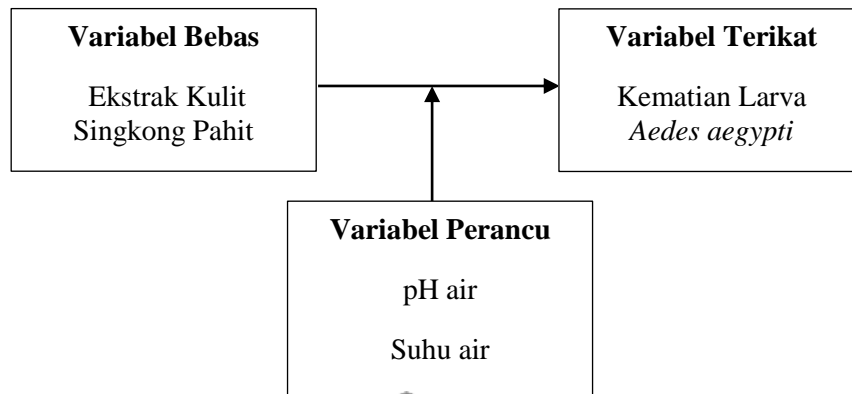 Variabel Bebas
Ekstrak Kulit
Singkong Pahit
Variabel Terikat
Kematian Larva
Aedes aegypti
Variabel Perancu
pH air
Suhu air